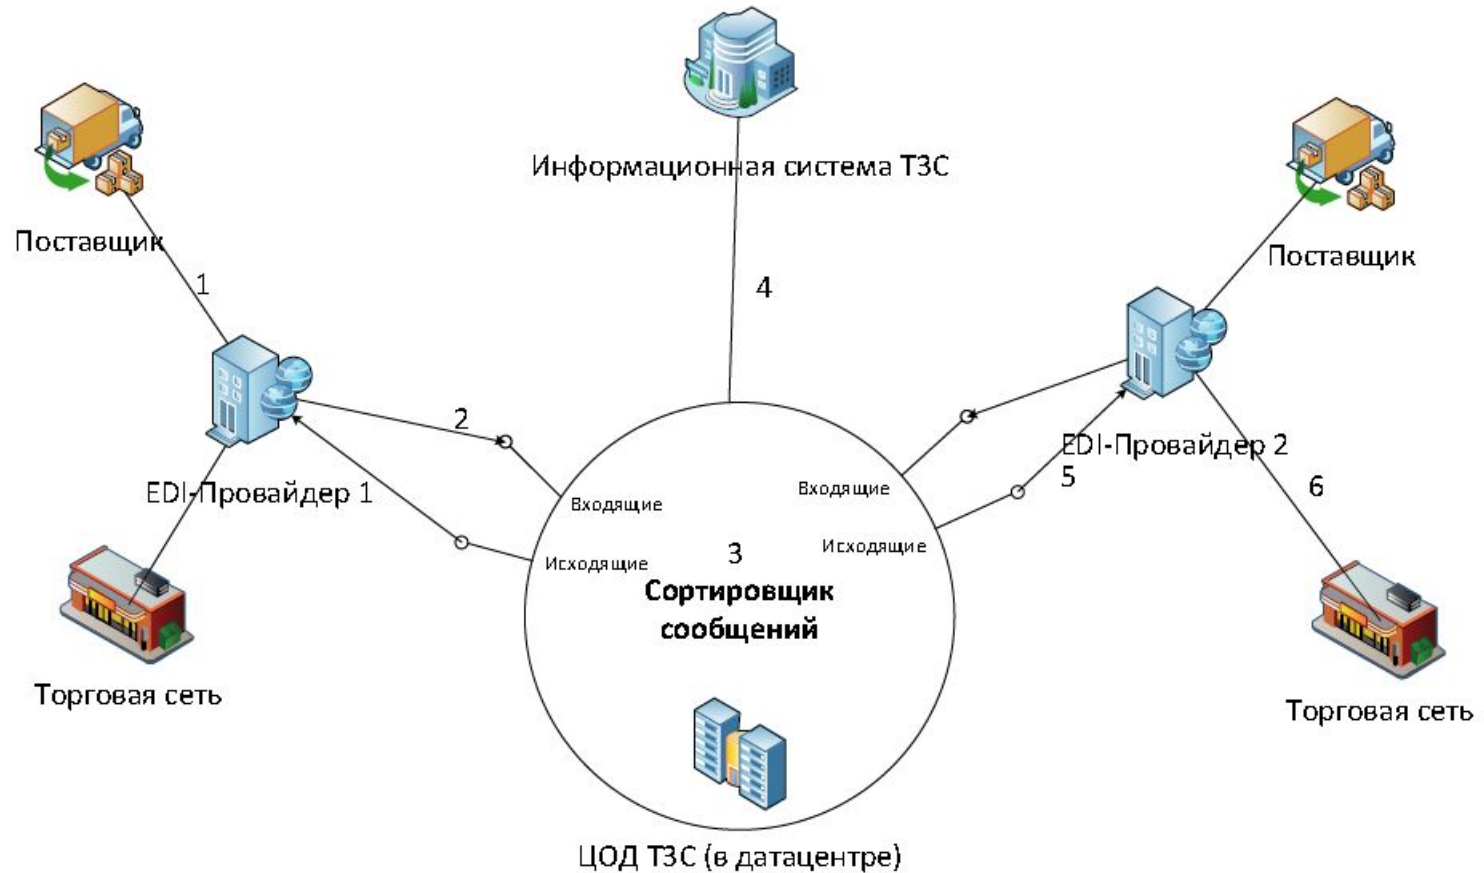 Информационная система ТЗС
Поставщик
Поставщик
1
4
2
EDI-Провайдер 1
EDI-Провайдер 2
5
6
Входящие
Исходящие
Входящие
Исходящие
3
Сортировщик
сообщений
Торговая сеть
Торговая сеть
ЦОД ТЗС (в датацентре)